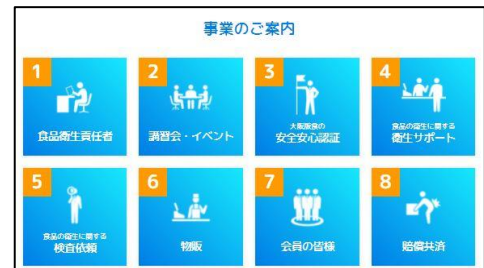 事業のご案内
1
食品衛生責任者
2
講習会・イベント
3
大阪版食の
安全安心認証
4
食品の衛生に関する
衛生サポート
5
食品の衛生に関する
検査依頼
6
物販
7
会員の皆様
8
賠償共済